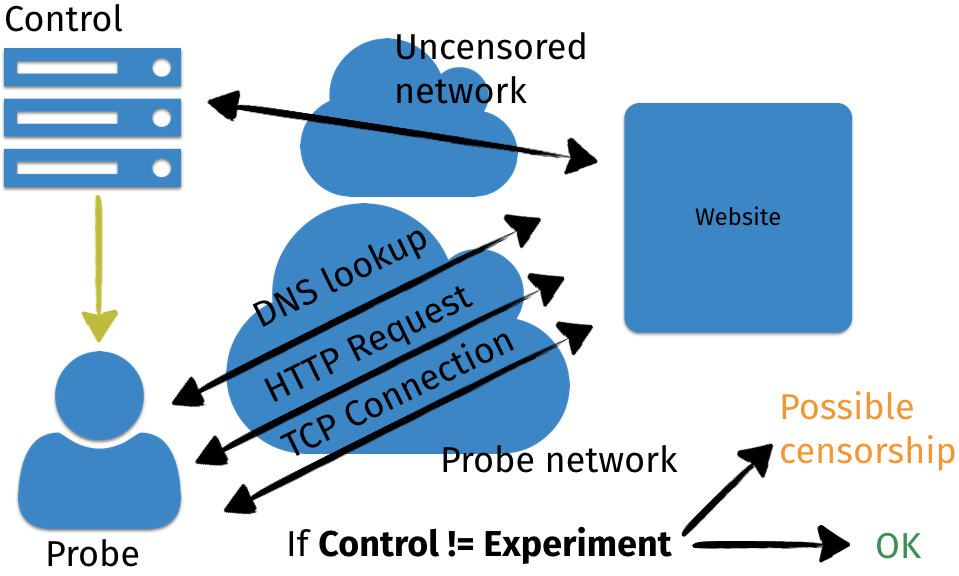 Control
Uncensored
network
Website
DNS lookup
HTTP Request
TCP Connection
Probe network
Probe
If Control != Experiment
Possible
censorship
OK